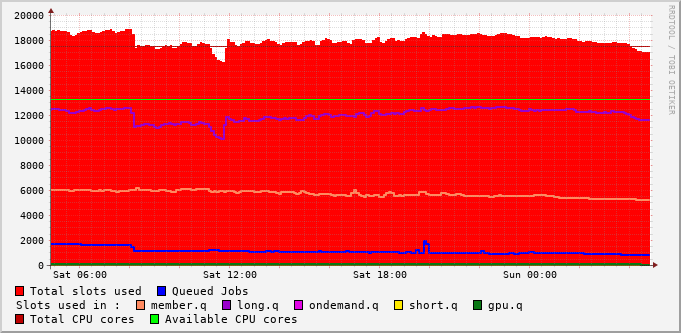 20000
18000
16000
14000
12000
10000
8000
6000
4000
2000
0
Sat 06:00 Sat 12:00 Sat 18:00 Sun 00:00
RRDTOOL / TOBI OETIKER
Total slots used Queued Jobs
Slots used in : member.q long.q ondemand.q short.q gpu.q
Total CPU cores Available CPU cores